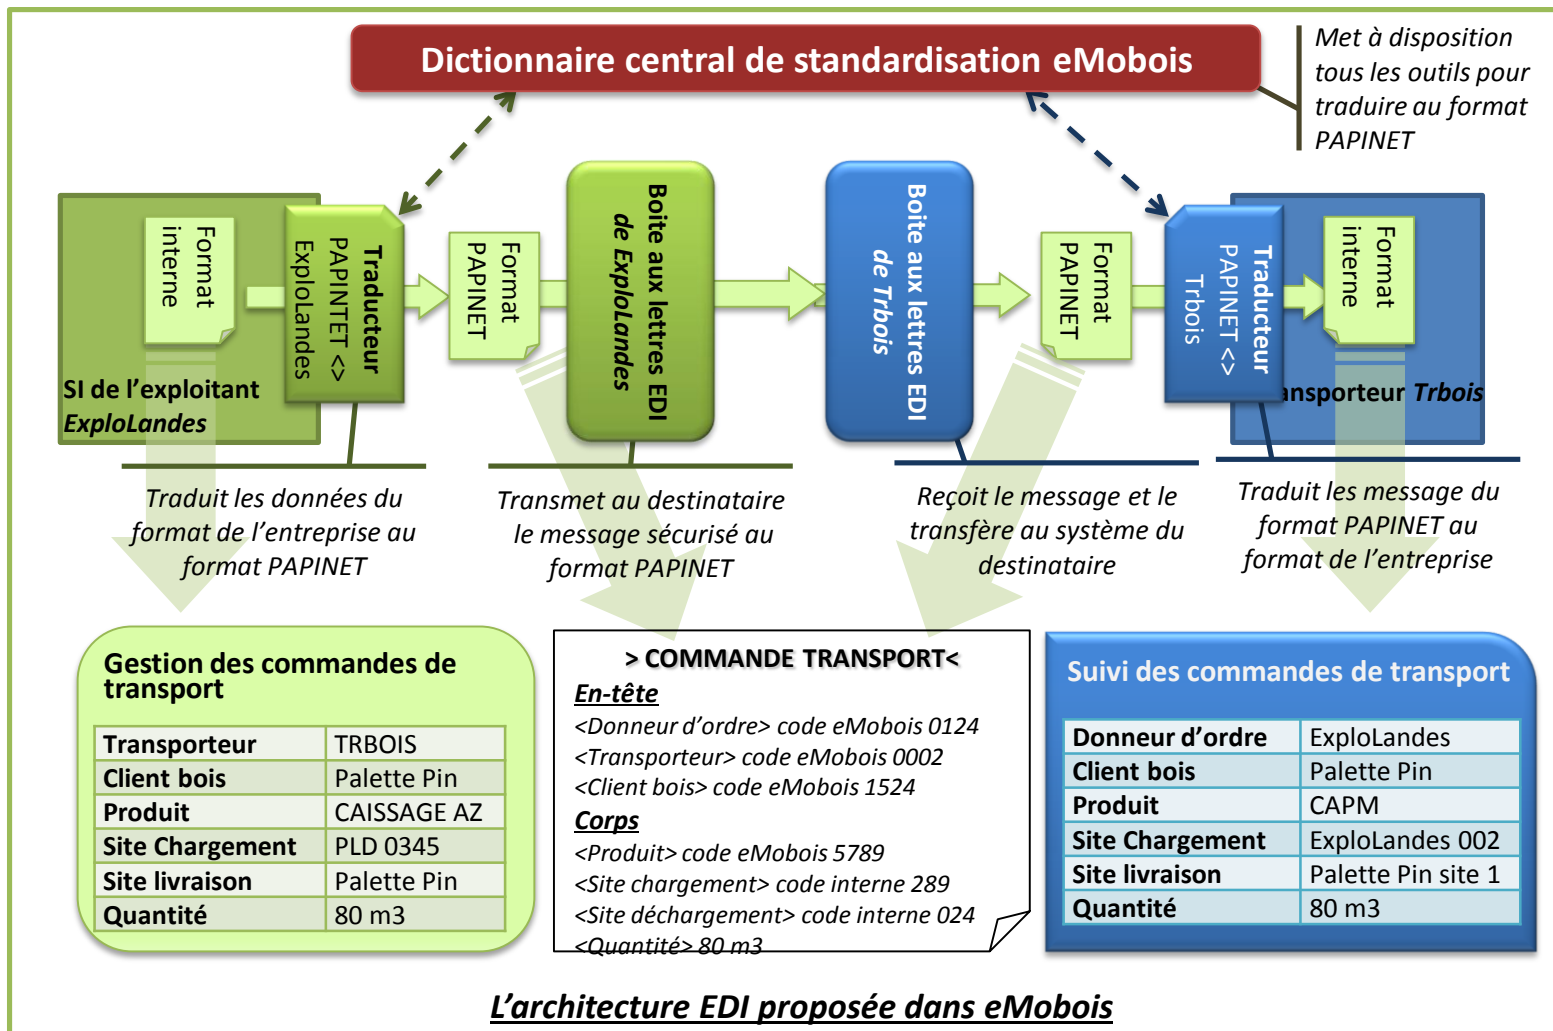 Dictionnaire central de standardisation eMobois
Met à disposition
tous les outils pour
traduire au format
PAPINET
Format
interne
SI de l'exploitant
ExploLandes
Traducteur
PAPINTET <>
ExploLandes
Format
PAPINET
Boite aux lettres EDI
de ExploLandes
Boite aux lettres EDI
de Trbois
Format
PAPINET
Traducteur
PAPINET <>
Trbois
Format
interne
ansporteur Trbois
Traduit les données du
format de l'entreprise au
format PAPINET
Transmet au destinataire
le message sécurisé au
format PAPINET
Reçoit le message et le
transfère au système du
destinataire
Traduit les message du
format PAPINET au
format de l'entreprise
Gestion des commandes de
transport
Transporteur TRBOIS
Client bois Palette Pin
Produit CAISSAGE AZ
Site Chargement PLD 0345
Site livraison Palette Pin
Quantité 80 m3
> COMMANDE TRANSPORT<
En-tête
<Donneur d'ordre> code eMobois 0124
<Transporteur> code eMobois 0002
<Client bois> code eMobois 1524
Corps
<Produit> code eMobois 5789
<Site chargement> code interne 289
<Site déchargement> code interne 024
<Quantité> 80 m3
Suivi des commandes de transport
Donneur d'ordre ExploLandes
Client bois Palette Pin
Produit CAPM
Site Chargement ExploLandes 002
Site livraison Palette Pin site 1
Quantité 80 m3
L'architecture EDI proposée dans eMobois